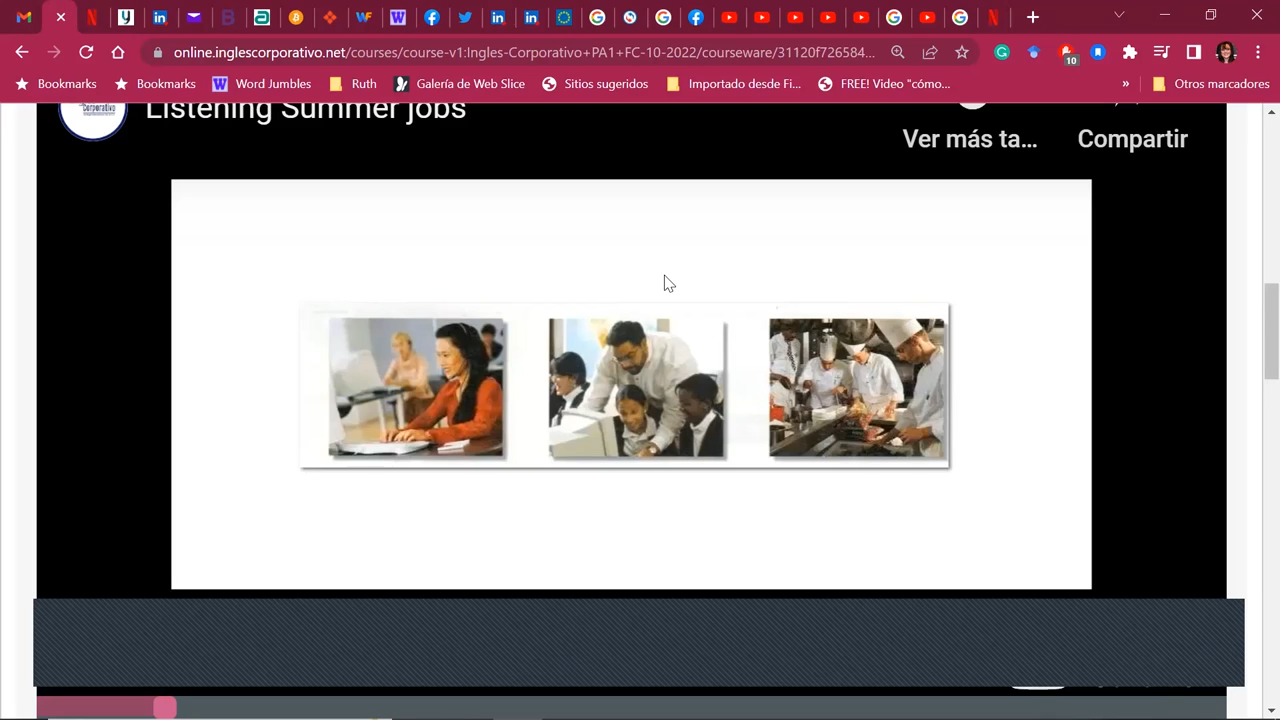 online.inglescorporativo.net/courses/course-v1:Ingles-Corporativo+PA1+FC-10-2022/courseware/31120f726584...
10
Bookmarks
Bookmarks
Word Jumbles
Ruth
Galería de Web Slice
Sitios sugeridos
Importado desde Fi...
FREE! Video "cómo...
»
Otros marcadores
Corporativo
Listening Summer jobs
Ver más ta...
Compartir